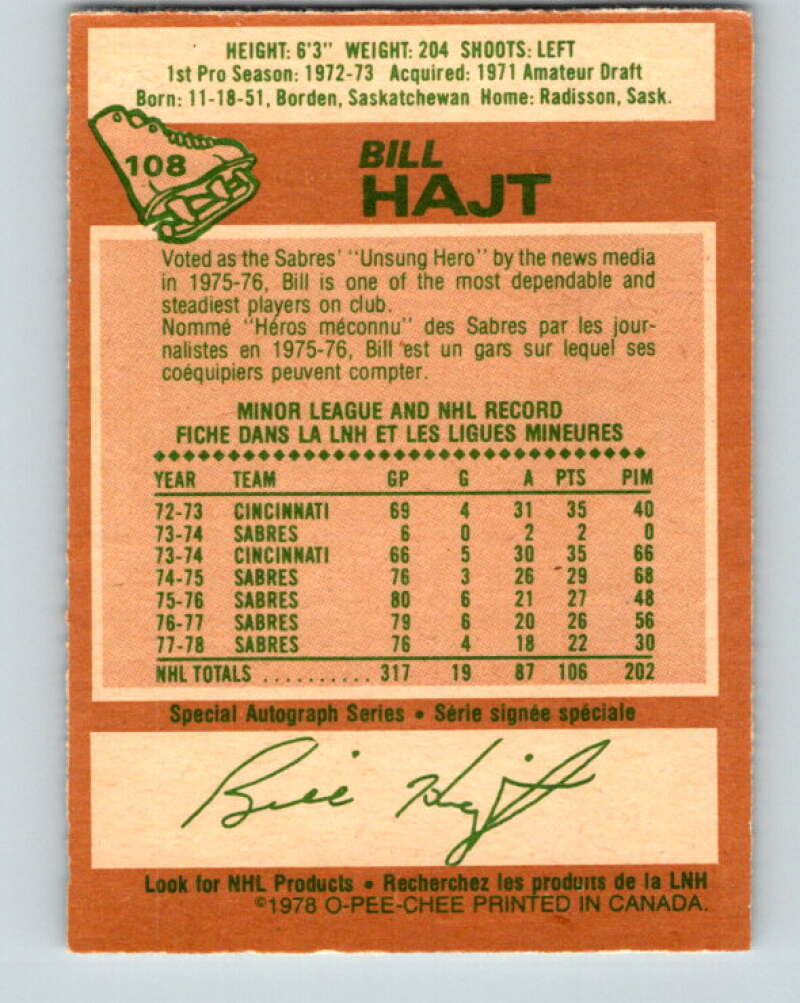 HEIGHT: 6'3" WEIGHT: 204 SHOOTS: LEFT
1st Pro Season: 1972-73 Acquired: 1971 Amateur Draft
Born: 11-18-51, Borden, Saskatchewan Home: Radisson, Sask.
108
BILL
HAJT
Voted as the Sabres' "Unsung Hero" by the news media
in 1975-76, Bill is one of the most dependable and
steadiest players on club.
Nommé "Héros méconnu" des Sabres par les jour-
nalistes en 1975-76, Bill est un gars sur lequel ses
coéquipiers peuvent compter.
MINOR LEAGUE AND NHL RECORD
FICHE DANS LA LNH ET LES LIGUES MINEURES
YEAR TEAM GP G A PTS PIM
72-73 CINCINNATI 69 4 31 35 40
73-74 SABRES 6 0 2 2 0
73-74 CINCINNATI 66 5 30 35 66
74-75 SABRES 76 3 26 29 68
75-76 SABRES 80 6 21 27 48
76-77 SABRES 79 6 20 26 56
77-78 SABRES 76 4 18 22 30
NHL TOTALS .......... 317 19 87 106 202
Special Autograph Series • Série signée spéciale
Bill Hajt
Look for NHL Products • Recherchez les produits de la LNH
©1978 O-PEE-CHEE PRINTED IN CANADA.